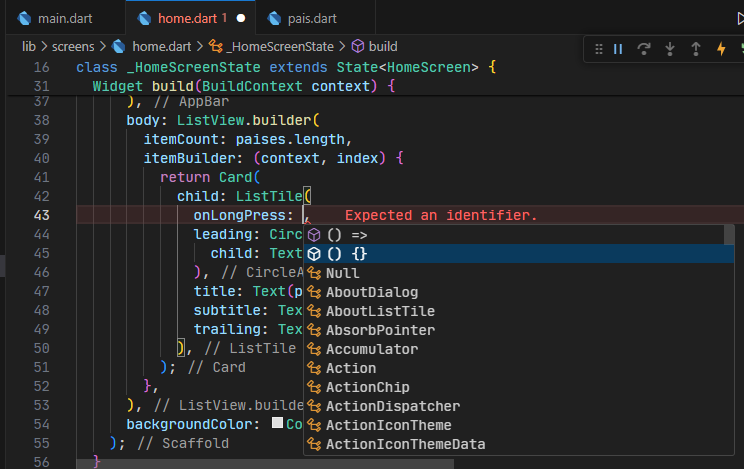 main.dart home.dart 1 pais.dart
lib > screens > home.dart > _HomeScreenState > build
16 class _HomeScreenState extends State<HomeScreen> {
31 Widget build(BuildContext context) {
37 ), // AppBar
38 body: ListView.builder(
39 itemCount: paises.length,
40 itemBuilder: (context, index) {
41 return Card(
42 child: ListTile(
43 onLongPress: , Expected an identifier.
44 leading: Circ
() =>
45 child: Text
() {}
46 ), // CircleA
Null
47 title: Text(p
AboutDialog
48 subtitle: Tex
AboutListTile
49 trailing: Tex
AbsorbPointer
50 ), // ListTile
Accumulator
51 ); // Card
Action
52 },
ActionChip
53 ), // ListView.builde
ActionDispatcher
54 backgroundColor: Co
ActionIconTheme
55 ); // Scaffold
ActionIconThemeData
56 }